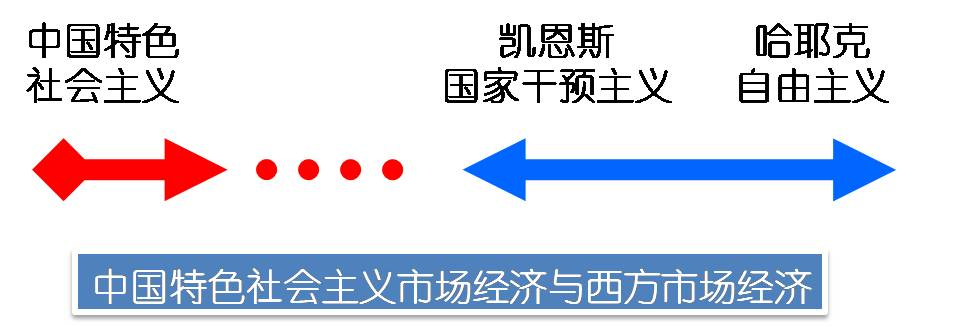 中国特色
社会主义
凯恩斯
国家干预主义
哈耶克
自由主义
中国特色社会主义市场经济与西方市场经济